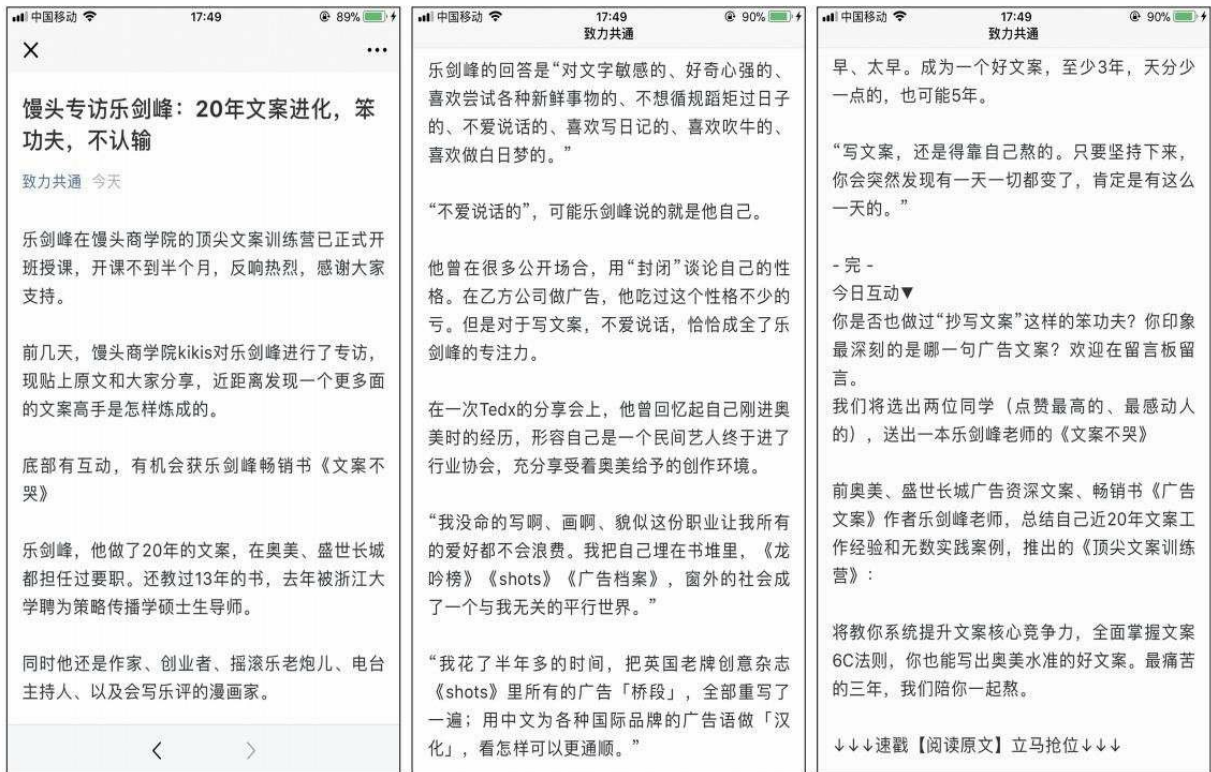 中国移动 17:49 89%
馒头专访乐剑峰：20年文案进化，笨
功夫，不认输
致力共通 今天
乐剑峰在馒头商学院的顶尖文案训练营已正式开
班授课，开课不到半个月，反响热烈，感谢大家
支持。
前几天，馒头商学院kikis对乐剑峰进行了专访，
现贴上原文和大家分享，近距离发现一个更多面
的文案高手是怎样炼成的。
底部有互动，有机会获乐剑峰畅销书《文案不
哭》
乐剑峰，他做了20年的文案，在奥美、盛世长城
都担任过要职。还教过13年的书，去年被浙江大
学聘为策略传播学硕士生导师。
同时他还是作家、创业者、摇滚乐老炮儿、电台
主持人、以及会写乐评的漫画家。
中国移动 17:49 90%
致力共通
乐剑峰的回答是“对文字敏感的、好奇心强的、
喜欢尝试各种新鲜事物的、不想循规蹈矩过日子
的、不爱说话的、喜欢写日记的、喜欢吹牛的、
喜欢做白日梦的。”
“不爱说话的”，可能乐剑峰说的就是他自己。
他曾在很多公开场合，用“封闭”谈论自己的性
格。在乙方公司做广告，他吃过这个性格不少的
亏。但是对于写文案，不爱说话，恰恰成全了乐
剑峰的专注力。
在一次Tedx的分享会上，他曾回忆起自己刚进奥
美时的经历，形容自己是一个民间艺人终于进了
行业协会，充分享受着奥美给予的创作环境。
“我没命的写啊、画啊、貌似这份职业让我所有
的爱好都不会浪费。我把自己埋在书堆里，《龙
吟榜》《shots》《广告档案》，窗外的社会成
了一个与我无关的平行世界。”
“我花了半年多的时间，把英国老牌创意杂志
《shots》里所有的广告「桥段」，全部重写了
一遍；用中文为各种国际品牌的广告语做「汉
化」，看怎样可以更通顺。”
中国移动 17:49 90%
致力共通
早、太早。成为一个好文案，至少3年，天分少
一点的，也可能5年。
“写文案，还是得靠自己熬的。只要坚持下来，
你会突然发现有一天一切都变了，肯定是有这么
一天的。”
- 完 -
今日互动▼
你是否也做过“抄写文案”这样的笨功夫？你印象
最深刻的是哪一句广告文案？欢迎在留言板留
言。
我们将选出两位同学（点赞最高的、最感动人
的），送出一本乐剑峰老师的《文案不哭》
前奥美、盛世长城广告资深文案、畅销书《广告
文案》作者乐剑峰老师，总结自己近20年文案工
作经验和无数实践案例，推出的《顶尖文案训练
营》：
将教你系统提升文案核心竞争力，全面掌握文案
6C法则，你也能写出奥美水准的好文案。最痛苦
的三年，我们陪你一起熬。
↓↓↓速戳【阅读原文】立马抢位↓↓↓